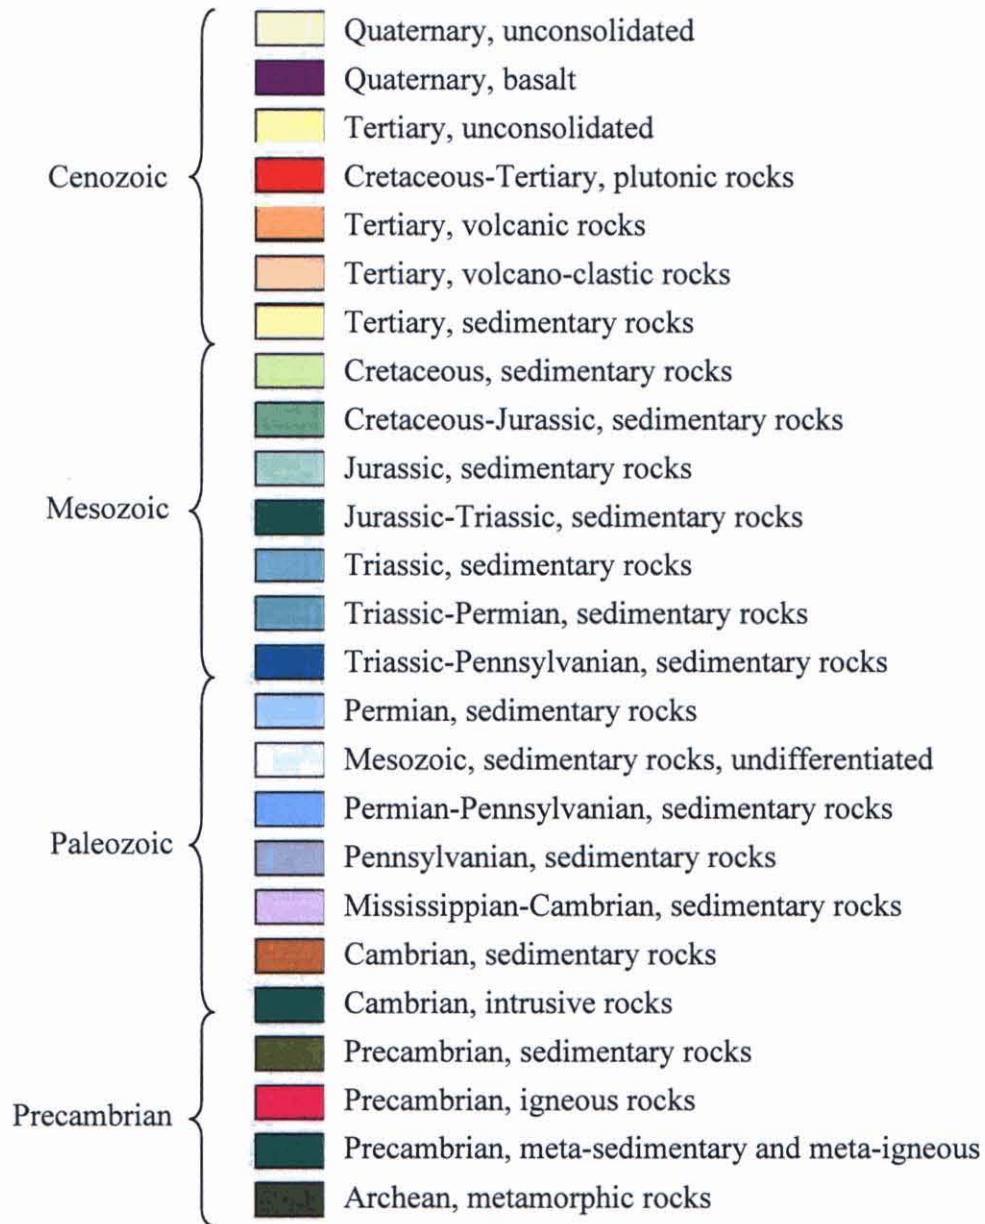 Quaternary, unconsolidated
Quaternary, basalt
Tertiary, unconsolidated
Cenozoic
Cretaceous-Tertiary, plutonic rocks
Tertiary, volcanic rocks
Tertiary, volcano-clastic rocks
Tertiary, sedimentary rocks
Cretaceous, sedimentary rocks
Cretaceous-Jurassic, sedimentary rocks
Jurassic, sedimentary rocks
Mesozoic
Jurassic-Triassic, sedimentary rocks
Triassic, sedimentary rocks
Triassic-Permian, sedimentary rocks
Triassic-Pennsylvanian, sedimentary rocks
Permian, sedimentary rocks
Mesozoic, sedimentary rocks, undifferentiated
Permian-Pennsylvanian, sedimentary rocks
Paleozoic
Pennsylvanian, sedimentary rocks
Mississippian-Cambrian, sedimentary rocks
Cambrian, sedimentary rocks
Cambrian, intrusive rocks
Precambrian, sedimentary rocks
Precambrian, igneous rocks
Precambrian
Precambrian, meta-sedimentary and meta-igneous
Archean, metamorphic rocks